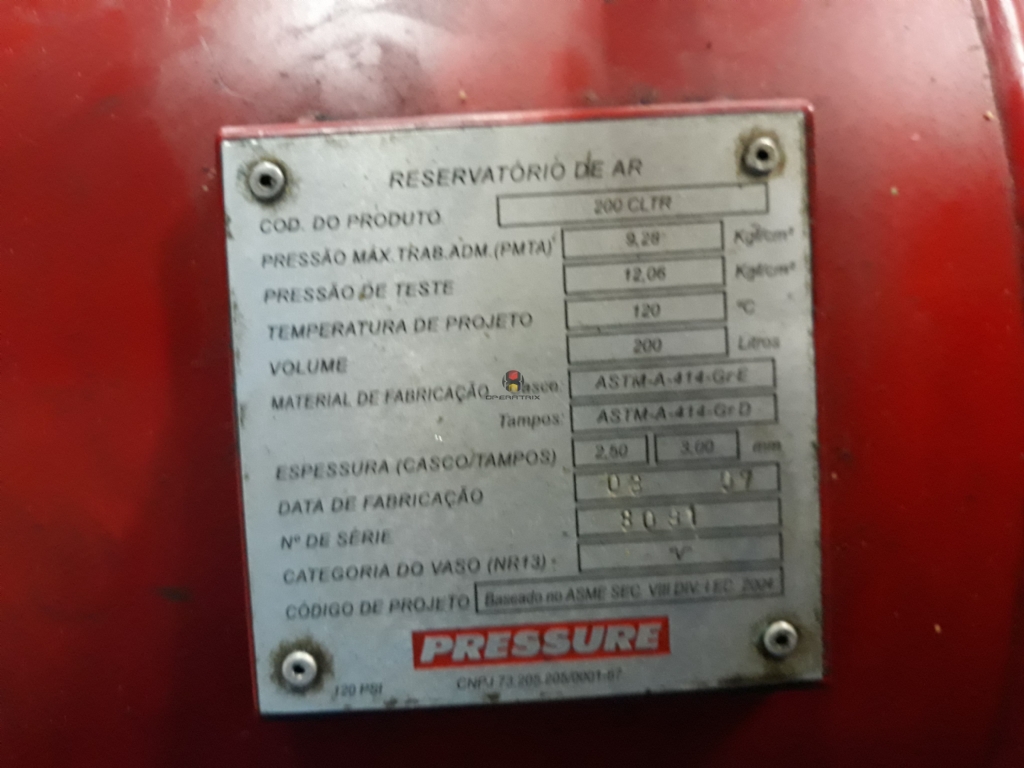 RESERVATÓRIO DE AR
COD. DO PRODUTO 200 CLTR
PRESSÃO MÁX.TRAB.ADM.(PMTA) 9,28 Kgf/cm²
PRESSÃO DE TESTE 12,06 Kgf/cm²
TEMPERATURA DE PROJETO 120 ºC
VOLUME 200 Litros
MATERIAL DE FABRICAÇÃO Casco: ASTM-A-414-Gr E
Tampos: ASTM-A-414-Gr D
ESPESSURA (CASCO/TAMPOS) 2,50 3,00 mm
DATA DE FABRICAÇÃO 08 07
Nº DE SÉRIE 8081
CATEGORIA DO VASO (NR13) : "V"
CÓDIGO DE PROJETO Baseado no ASME SEC. VIII DIV. I EC. 2004
PRESSURE
120 PSI CNPJ 73.205.205/0001-67
OPERATRIX